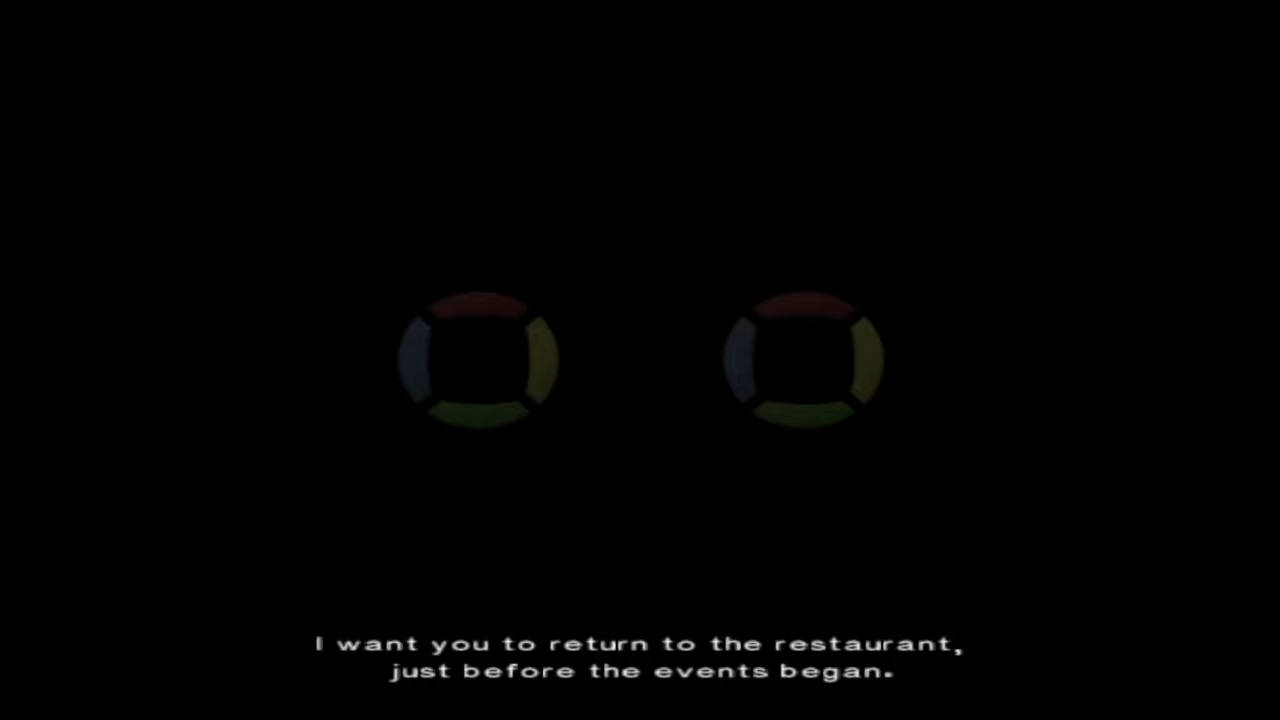 I want you to return to the restaurant,
just before the events began.